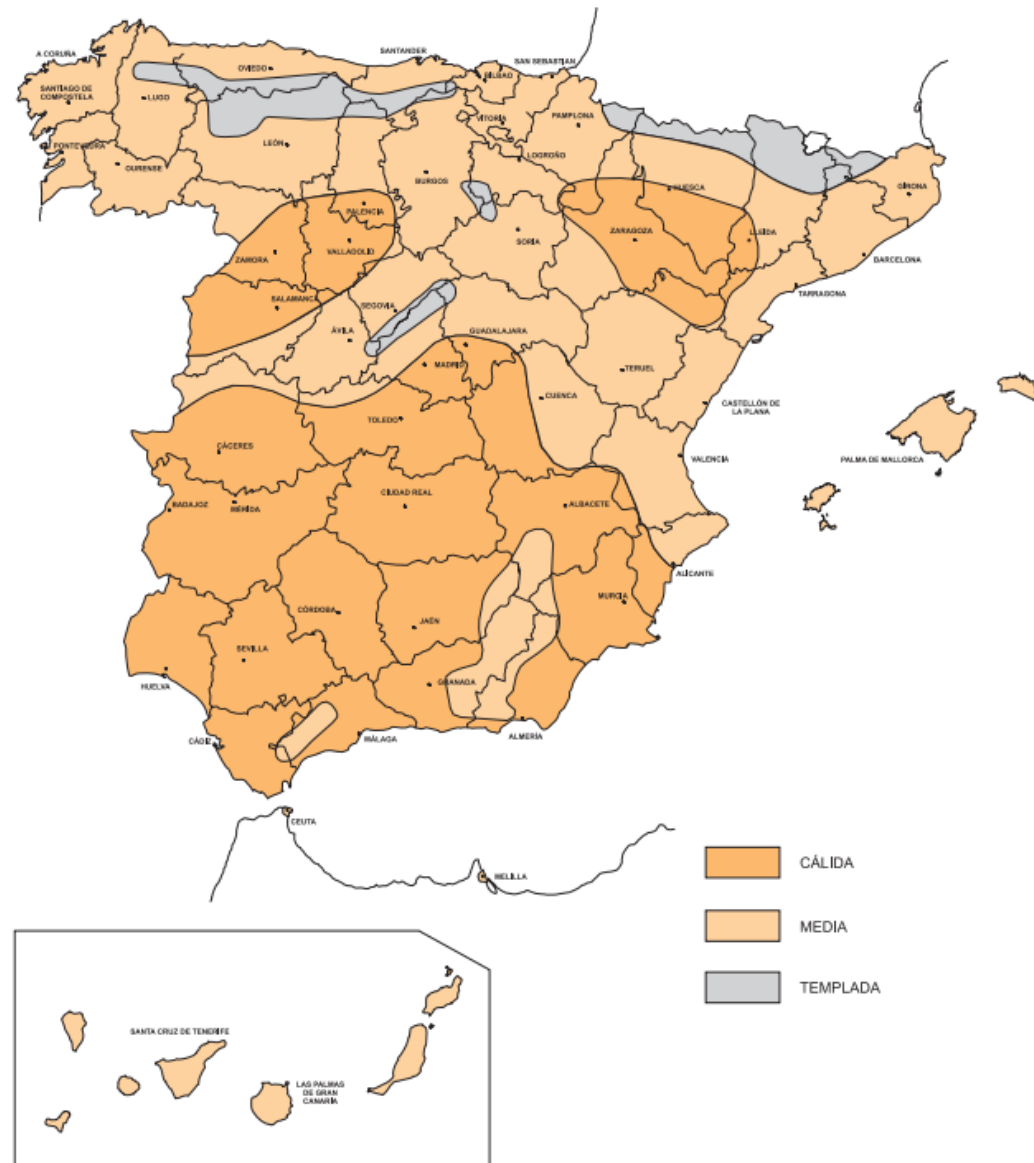 A CORUÑA
SANTANDER
SAN SEBASTIAN
OVIEDO
BILBAO
SANTIAGO DE
COMPOSTELA
LUGO
VITORIA
PAMPLONA
PONTEVEDRA
LEÓN
LOGROÑO
OURENSE
BURGOS
HUESCA
GIRONA
PALENCIA
SORIA
ZARAGOZA
LLEIDA
VALLADOLID
ZAMORA
BARCELONA
TARRAGONA
SALAMANCA
SEGOVIA
ÁVILA
GUADALAJARA
MADRID
TERUEL
CUENCA
CASTELLÓN DE
LA PLANA
TOLEDO
CÁCERES
VALENCIA
PALMA DE MALLORCA
CIUDAD REAL
BADAJOZ
MÉRIDA
ALBACETE
ALICANTE
MURCIA
CÓRDOBA
JAÉN
SEVILLA
HUELVA
GRANADA
CÁDIZ
MÁLAGA
ALMERÍA
CEUTA
MELILLA
CÁLIDA
MEDIA
TEMPLADA
SANTA CRUZ DE TENERIFE
LAS PALMAS
DE GRAN
CANARÍA